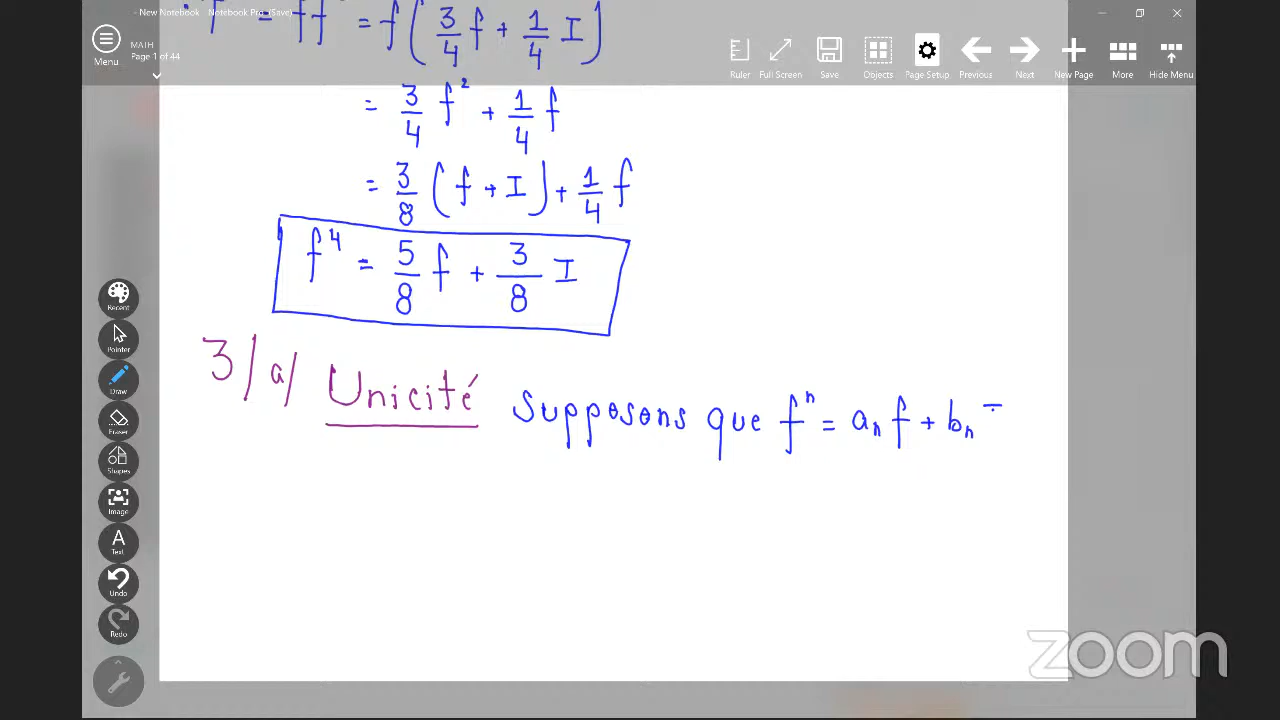 - New Notebook - Notebook Pro (Save)
MATH
Page 1 of 44
Menu
Ruler Full Screen Save Objects Page Setup Previous Next New Page More Hide Menu
= f(3/4 f + 1/4 I)
= 3/4 f² + 1/4 f
= 3/8 (f + I) + 1/4 f
f⁴ = 5/8 f + 3/8 I
3/ a/ Unicité Supposons que fⁿ = aₙ f + bₙ
Recent
Pointer
Draw
Eraser
Shapes
Image
Text
Undo
Redo
zoom